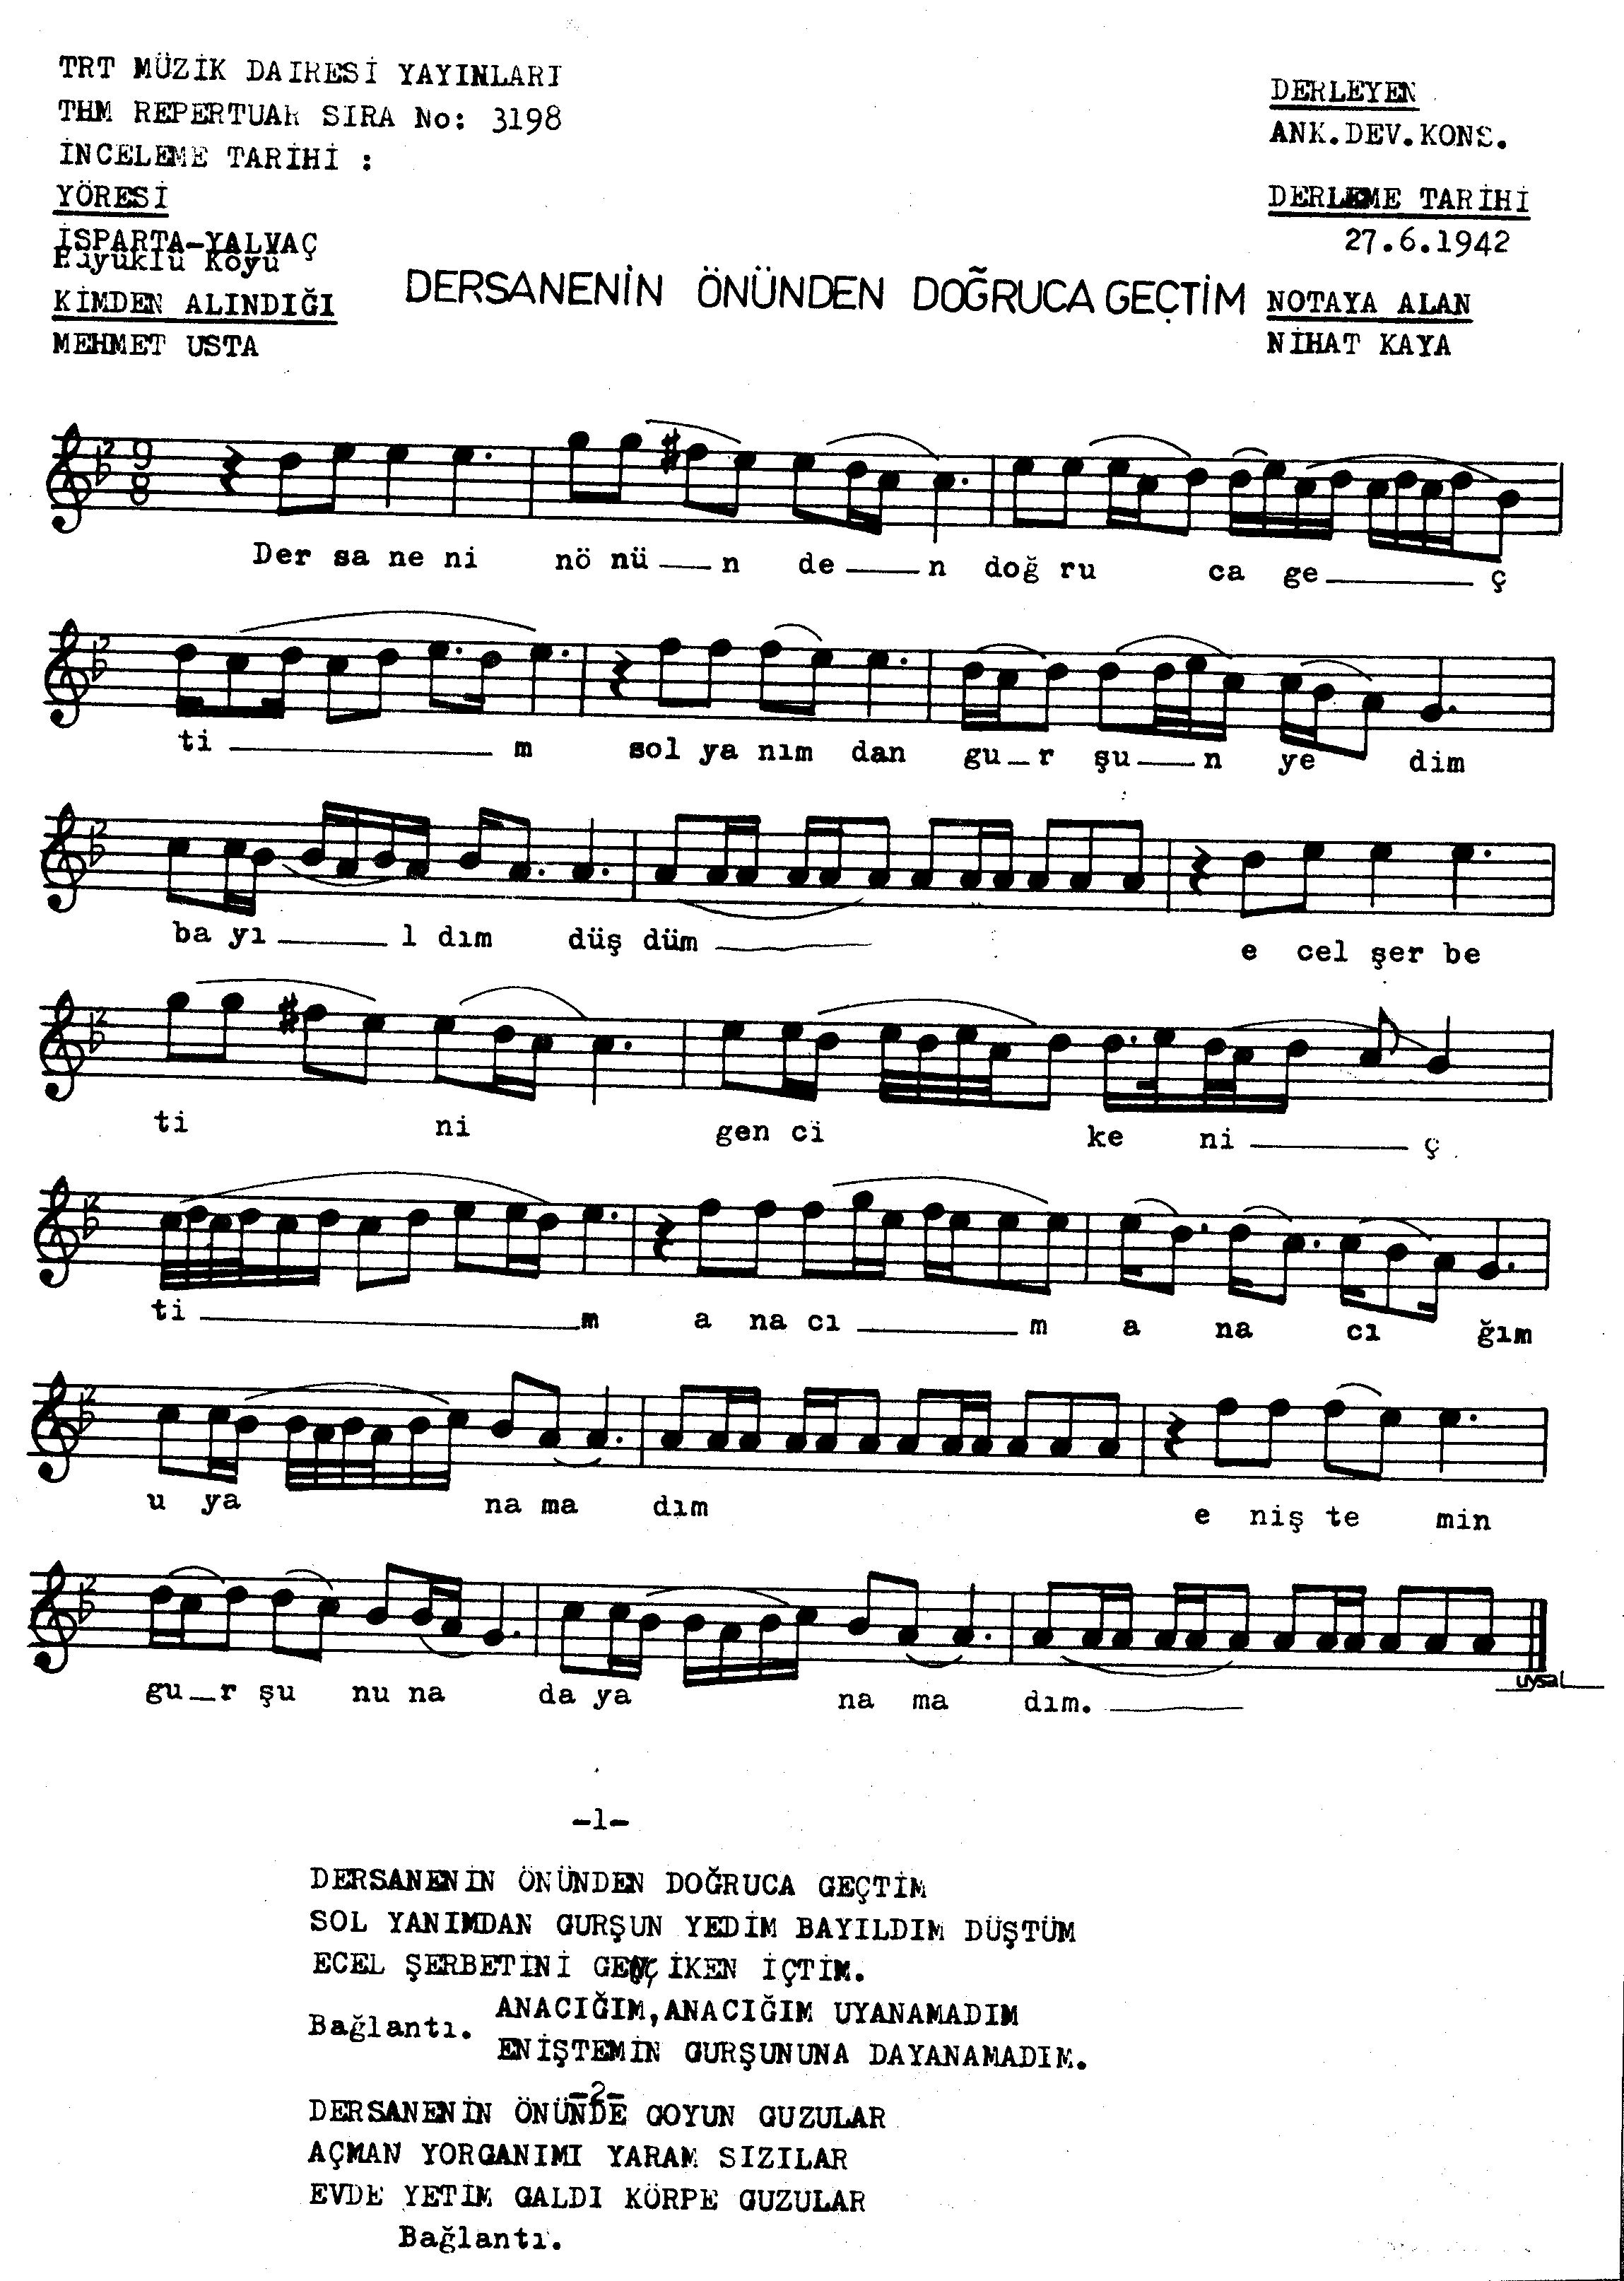 TRT MÜZİK DAİRESİ YAYINLARI
THM REPERTUAR SIRA No: 3198
İNCELEME TARİHİ :
YÖRESİ
İSPARTA-YALVAÇ
Köyü
KİMDEN ALINDIĞI
MEHMET USTA
DERLEYEN
ANK.DEV.KONS.
DERLEME TARİHİ
27.6.1942
NOTAYA ALAN
NİHAT KAYA
DERSANENİN ÖNÜNDEN DOĞRUCA GEÇTİM
9
8
Der sa ne ni nö nü — n de — n doğ ru ca ge — ç
ti — m sol ya nım dan gu — r şu — n ye dim
ba yı — l dım düş düm — e cel şer be
ti ni gen ci ke ni — ç
ti — m a na cı — m a na cı ğım
u ya na ma dım e niş te min
gu — r şu nu na da ya na ma dım. —
uysal
-1-
DERSANENİN ÖNÜNDEN DOĞRUCA GEÇTİM
SOL YANIMDAN GURŞUN YEDİM BAYILDIM DÜŞTÜM
ECEL ŞERBETİNİ GENÇ İKEN İÇTİM.
Bağlantı.
ANACIĞIM,ANACIĞIM UYANAMADIM
ENİŞTEMİN GURŞUNUNA DAYANAMADIM.
-2-
DERSANENİN ÖNÜNDE GOYUN GUZULAR
AÇMAN YORGANIMI YARAM SIZILAR
EVDE YETİM GALDI KÖRPE GUZULAR
Bağlantı.